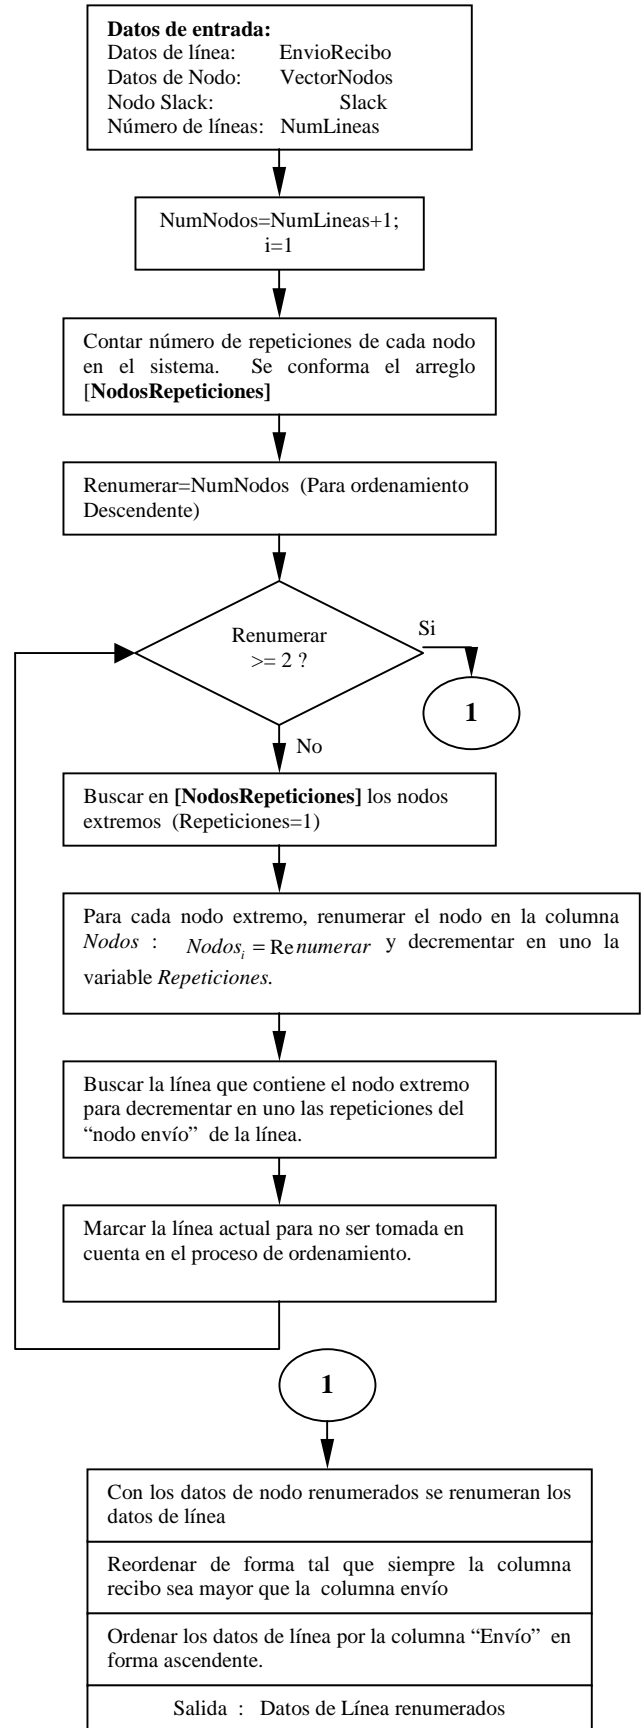 Datos de entrada:
Datos de línea: EnvioRecibo
Datos de Nodo: VectorNodos
Nodo Slack: Slack
Número de líneas: NumLineas
NumNodos=NumLineas+1;
i=1
Contar número de repeticiones de cada nodo
en el sistema. Se conforma el arreglo
[NodosRepeticiones]
Renumerar=NumNodos (Para ordenamiento
Descendente)
Renumerar
>= 2 ?
Si
1
No
Buscar en [NodosRepeticiones] los nodos
extremos (Repeticiones=1)
Para cada nodo extremo, renumerar el nodo en la columna
Nodos : Nodosᵢ = Renumerar y decrementar en uno la
variable Repeticiones.
Buscar la línea que contiene el nodo extremo
para decrementar en uno las repeticiones del
“nodo envío” de la línea.
Marcar la línea actual para no ser tomada en
cuenta en el proceso de ordenamiento.
1
Con los datos de nodo renumerados se renumeran los
datos de línea
Reordenar de forma tal que siempre la columna
recibo sea mayor que la columna envío
Ordenar los datos de línea por la columna “Envío” en
forma ascendente.
Salida : Datos de Línea renumerados